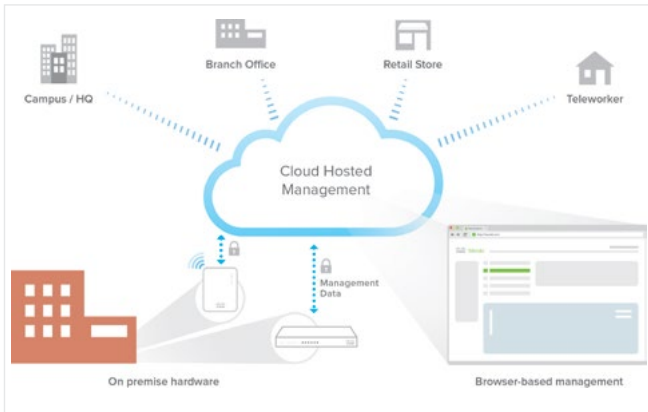 Branch Office
Retail Store
Campus / HQ
Teleworker
Cloud Hosted
Management
Management
Data
On premise hardware
Browser-based management